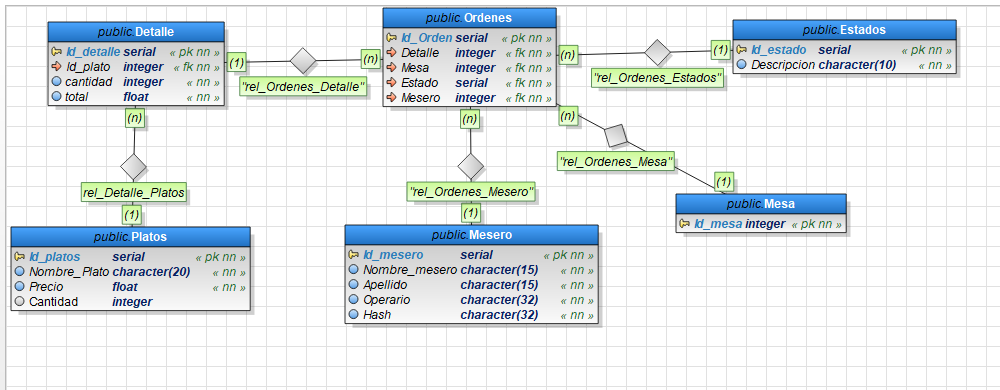 public.Detalle
Id_detalle serial « pk nn »
Id_plato integer « fk nn »
cantidad integer « nn »
total float « nn »
public.Ordenes
Id_Orden serial « pk nn »
Detalle integer « fk nn »
Mesa integer « fk nn »
Estado serial « fk nn »
Mesero integer « fk nn »
public.Estados
Id_estado serial « pk nn »
Descripcion character(10) « nn »
(1)
"rel_Ordenes_Detalle"
(n)
(n)
"rel_Ordenes_Estados"
(1)
(n)
rel_Detalle_Platos
(1)
(n)
"rel_Ordenes_Mesero"
(1)
(n)
"rel_Ordenes_Mesa"
(1)
public.Mesa
Id_mesa integer « pk nn »
public.Platos
Id_platos serial « pk nn »
Nombre_Plato character(20) « nn »
Precio float « nn »
Cantidad integer
public.Mesero
Id_mesero serial « pk nn »
Nombre_mesero character(15) « nn »
Apellido character(15) « nn »
Operario character(32) « nn »
Hash character(32) « nn »